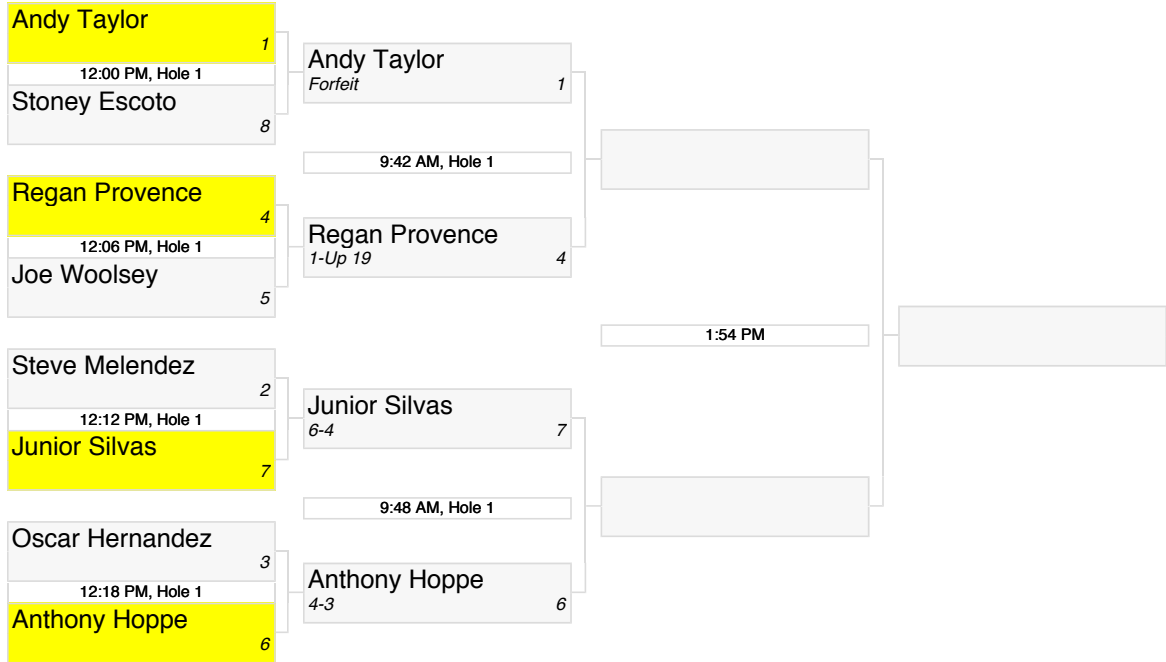 Andy Taylor
1
12:00 PM, Hole 1
Stoney Escoto
8
Regan Provence
4
12:06 PM, Hole 1
Joe Woolsey
5
Steve Melendez
2
12:12 PM, Hole 1
Junior Silvas
7
Oscar Hernandez
3
12:18 PM, Hole 1
Anthony Hoppe
6
Andy Taylor
Forfeit 1
9:42 AM, Hole 1
Regan Provence
1-Up 19 4
Junior Silvas
6-4 7
9:48 AM, Hole 1
Anthony Hoppe
4-3 6
1:54 PM